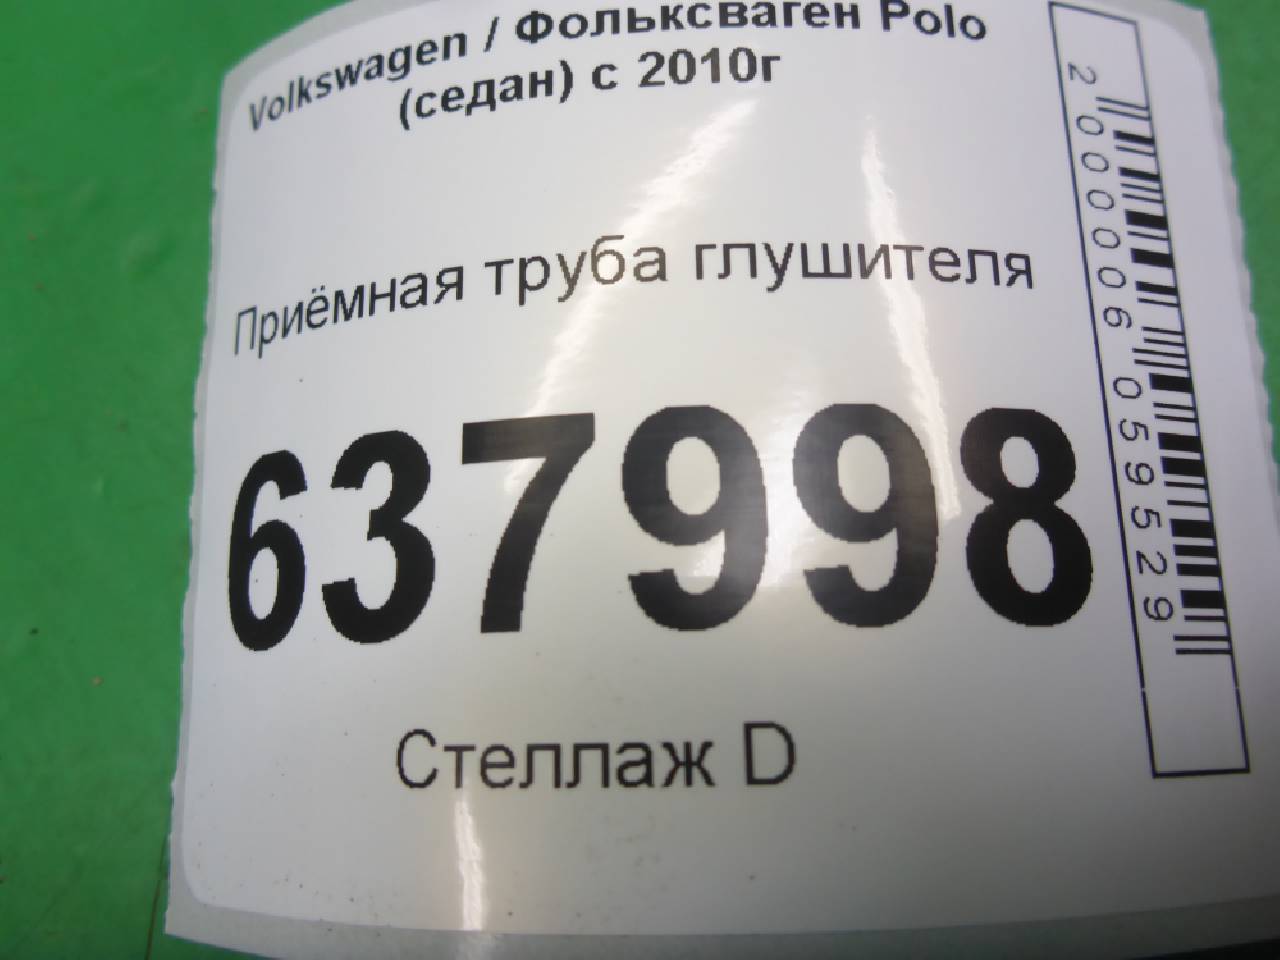 Volkswagen / Фольксваген Polo
(седан) с 2010г
Приёмная труба глушителя
637998
Стеллаж D
2000006059529